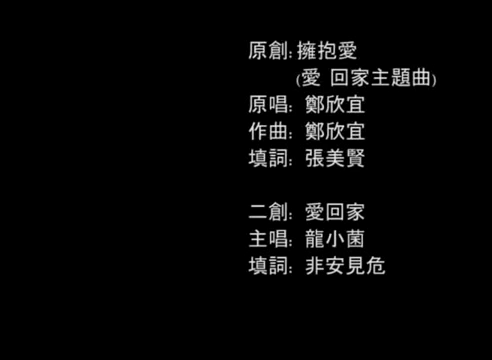 原創: 擁抱愛
(愛 回家主題曲)
原唱: 鄭欣宜
作曲: 鄭欣宜
填詞: 張美賢
二創: 愛回家
主唱: 龍小菌
填詞: 非安見危